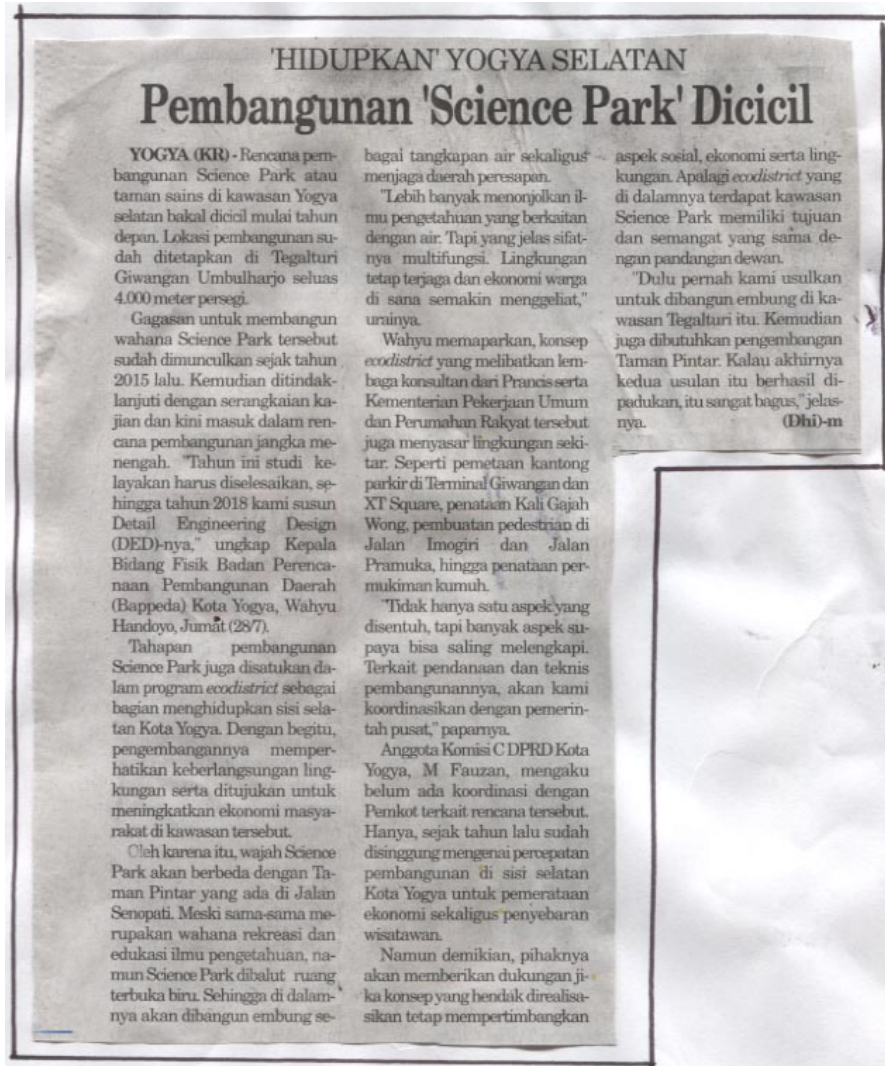 'HIDUPKAN' YOGYA SELATAN
Pembangunan 'Science Park' Dicicil
YOGYA (KR) - Rencana pem-
bangunan Science Park atau
taman sains di kawasan Yogya
selatan bakal dicicil mulai tahun
depan. Lokasi pembangunan su-
dah ditetapkan di Tegalturi
Giwangan Umbulharjo seluas
4.000 meter persegi.
Gagasan untuk membangun
wahana Science Park tersebut
sudah dimunculkan sejak tahun
2015 lalu. Kemudian ditindak-
lanjuti dengan serangkaian ka-
jian dan kini masuk dalam ren-
cana pembangunan jangka me-
nengah. "Tahun ini studi ke-
layakan harus diselesaikan, se-
hingga tahun 2018 kami susun
Detail Engineering Design
(DED)-nya," ungkap Kepala
Bidang Fisik Badan Perenca-
naan Pembangunan Daerah
(Bappeda) Kota Yogya, Wahyu
Handoyo, Jumat (28/7).
Tahapan pembangunan
Science Park juga disatukan da-
lam program ecodistrict sebagai
bagian menghidupkan sisi sela-
tan Kota Yogya. Dengan begitu,
pengembangannya memper-
hatikan keberlangsungan ling-
kungan serta ditujukan untuk
meningkatkan ekonomi masya-
rakat di kawasan tersebut.
Oleh karena itu, wajah Science
Park akan berbeda dengan Ta-
man Pintar yang ada di Jalan
Senopati. Meski sama-sama me-
rupakan wahana rekreasi dan
edukasi ilmu pengetahuan, na-
mun Science Park dibalut ruang
terbuka biru. Sehingga di dalam-
nya akan dibangun embung se-
bagai tangkapan air sekaligus
menjaga daerah peresapan.
"Lebih banyak menonjolkan il-
mu pengetahuan yang berkaitan
dengan air. Tapi yang jelas sifat-
nya multifungsi. Lingkungan
tetap terjaga dan ekonomi warga
di sana semakin menggeliat,"
urainya.
Wahyu memaparkan, konsep
ecodistrict yang melibatkan lem-
baga konsultan dari Prancis serta
Kementerian Pekerjaan Umum
dan Perumahan Rakyat tersebut
juga menyasar lingkungan seki-
tar. Seperti pemetaan kantong
parkir di Terminal Giwangan dan
XT Square, penataan Kali Gajah
Wong, pembuatan pedestrian di
Jalan Imogiri dan Jalan
Pramuka, hingga penataan per-
mukiman kumuh.
"Tidak hanya satu aspek yang
disentuh, tapi banyak aspek su-
paya bisa saling melengkapi.
Terkait pendanaan dan teknis
pembangunannya, akan kami
koordinasikan dengan pemerin-
tah pusat," paparnya.
Anggota Komisi C DPRD Kota
Yogya, M Fauzan, mengaku
belum ada koordinasi dengan
Pemkot terkait rencana tersebut.
Hanya, sejak tahun lalu sudah
disinggung mengenai percepatan
pembangunan di sisi selatan
Kota Yogya untuk pemerataan
ekonomi sekaligus penyebaran
wisatawan.
Namun demikian, pihaknya
akan memberikan dukungan ji-
ka konsep yang hendak direalisa-
sikan tetap mempertimbangkan
aspek sosial, ekonomi serta ling-
kungan. Apalagi ecodistrict yang
di dalamnya terdapat kawasan
Science Park memiliki tujuan
dan semangat yang sama de-
ngan pandangan dewan.
"Dulu pernah kami usulkan
untuk dibangun embung di ka-
wasan Tegalturi itu. Kemudian
juga dibutuhkan pengembangan
Taman Pintar. Kalau akhirnya
kedua usulan itu berhasil di-
padukan, itu sangat bagus," jelas-
nya. (Dhi)-m